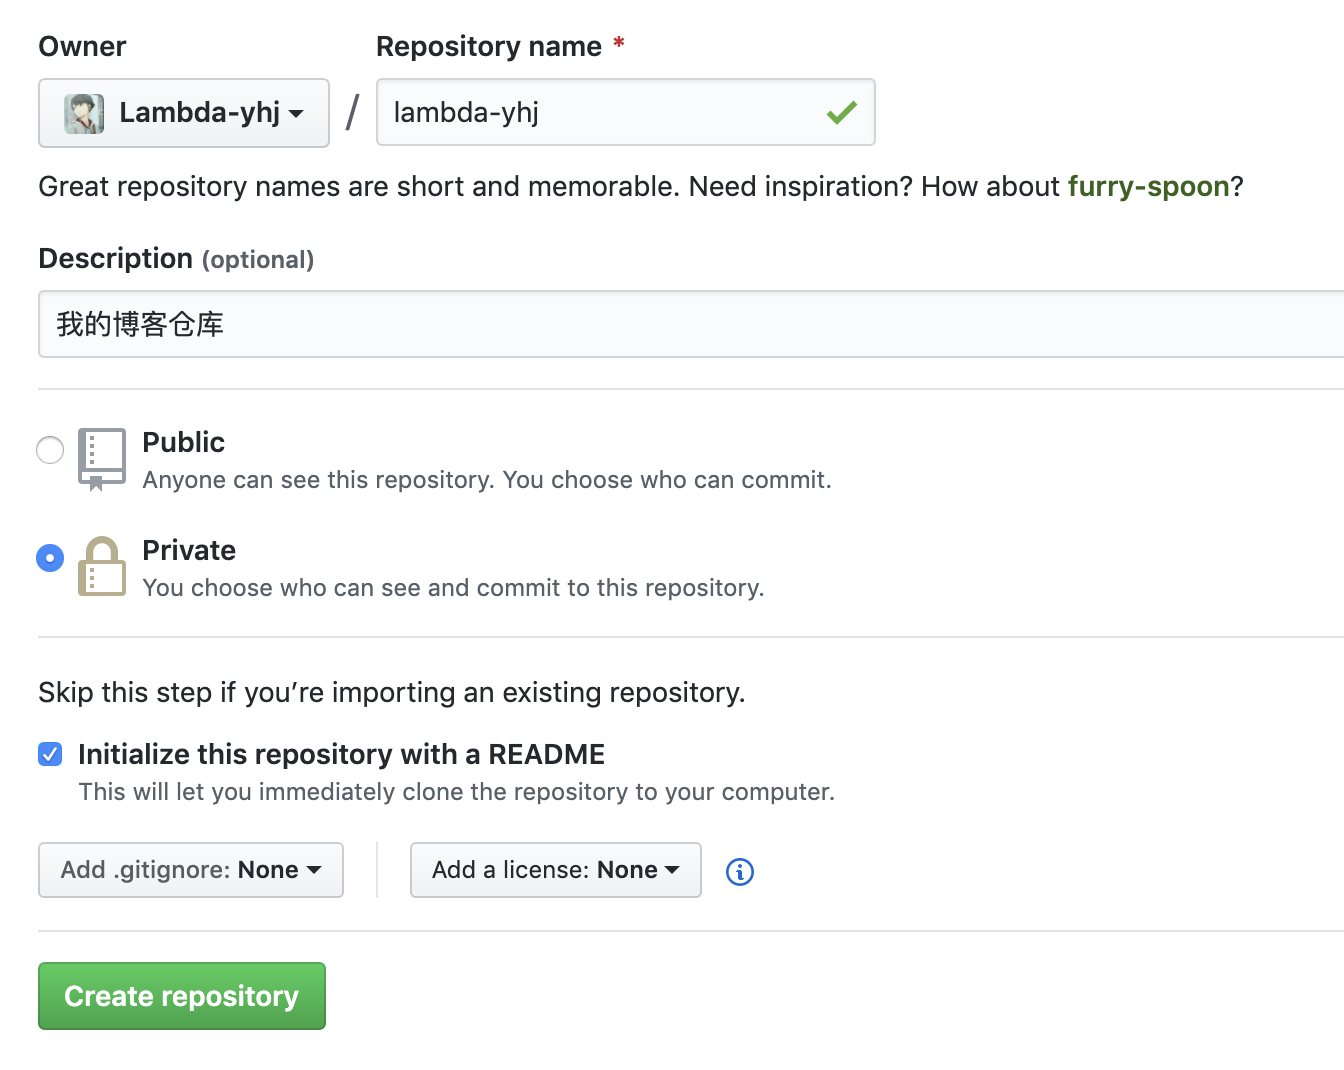 Owner
Repository name *
Lambda-yhj / lambda-yhj
Great repository names are short and memorable. Need inspiration? How about furry-spoon?
Description (optional)
我的博客仓库
Public
Anyone can see this repository. You choose who can commit.
Private
You choose who can see and commit to this repository.
Skip this step if you’re importing an existing repository.
Initialize this repository with a README
This will let you immediately clone the repository to your computer.
Add .gitignore: None
Add a license: None
Create repository